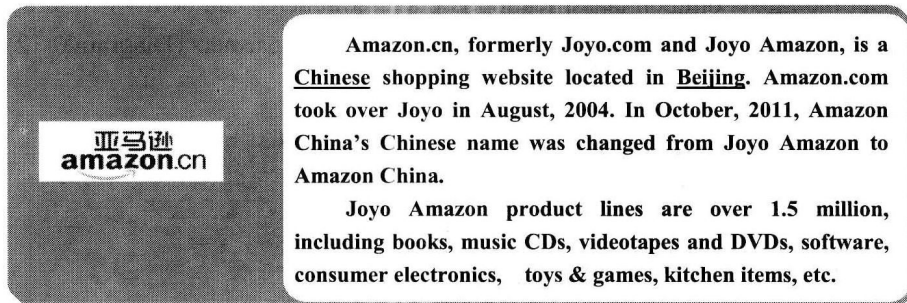 亚马逊
amazon.cn
Amazon.cn, formerly Joyo.com and Joyo Amazon, is a
Chinese shopping website located in Beijing. Amazon.com
took over Joyo in August, 2004. In October, 2011, Amazon
China's Chinese name was changed from Joyo Amazon to
Amazon China.
Joyo Amazon product lines are over 1.5 million,
including books, music CDs, videotapes and DVDs, software,
consumer electronics, toys & games, kitchen items, etc.